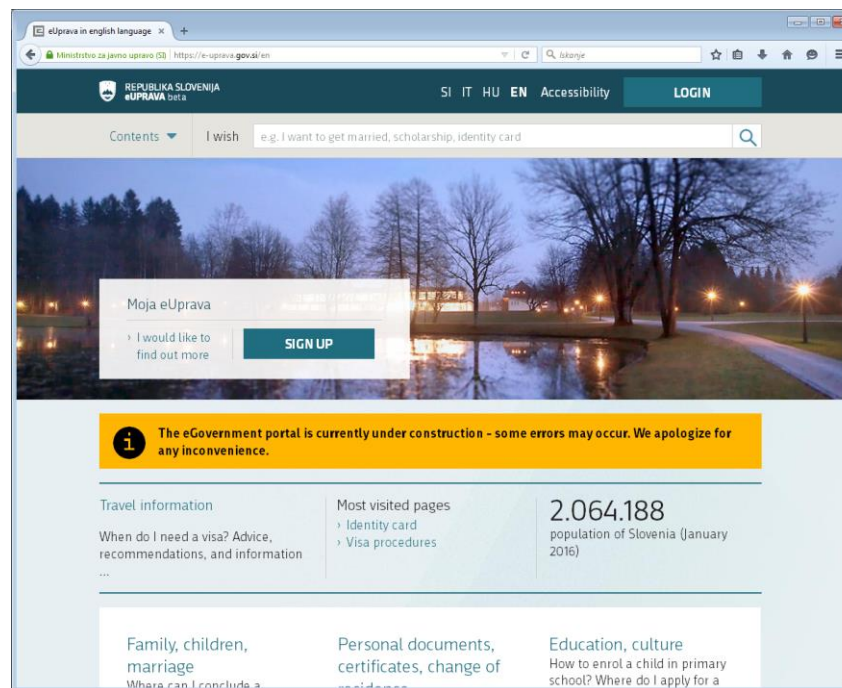 eUprava in english language
Ministrstvo za javno upravo (SI) https://e-uprava.gov.si/en
Iskanje
REPUBLIKA SLOVENIJA
eUPRAVA beta
SI IT HU EN Accessibility LOGIN
Contents I wish e.g. I want to get married, scholarship, identity card
Moja eUprava
› I would like to
find out more
SIGN UP
The eGovernment portal is currently under construction - some errors may occur. We apologize for
any inconvenience.
Travel information
When do I need a visa? Advice,
recommendations, and information
...
Most visited pages
› Identity card
› Visa procedures
2.064.188
population of Slovenia (January
2016)
Family, children,
marriage
Where can I conclude a
Personal documents,
certificates, change of
residence
Education, culture
How to enrol a child in primary
school? Where do I apply for a